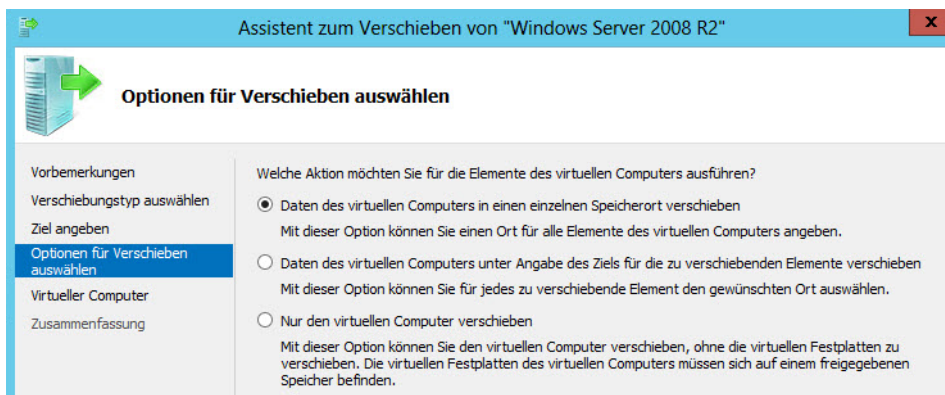 Assistent zum Verschieben von "Windows Server 2008 R2"
x
Optionen für Verschieben auswählen
Vorbemerkungen
Verschiebungstyp auswählen
Ziel angeben
Optionen für Verschieben
auswählen
Virtueller Computer
Zusammenfassung
Welche Aktion möchten Sie für die Elemente des virtuellen Computers ausführen?
Daten des virtuellen Computers in einen einzelnen Speicherort verschieben
Mit dieser Option können Sie einen Ort für alle Elemente des virtuellen Computers angeben.
Daten des virtuellen Computers unter Angabe des Ziels für die zu verschiebenden Elemente verschieben
Mit dieser Option können Sie für jedes zu verschiebende Element den gewünschten Ort auswählen.
Nur den virtuellen Computer verschieben
Mit dieser Option können Sie den virtuellen Computer verschieben, ohne die virtuellen Festplatten zu
verschieben. Die virtuellen Festplatten des virtuellen Computers müssen sich auf einem freigegebenen
Speicher befinden.